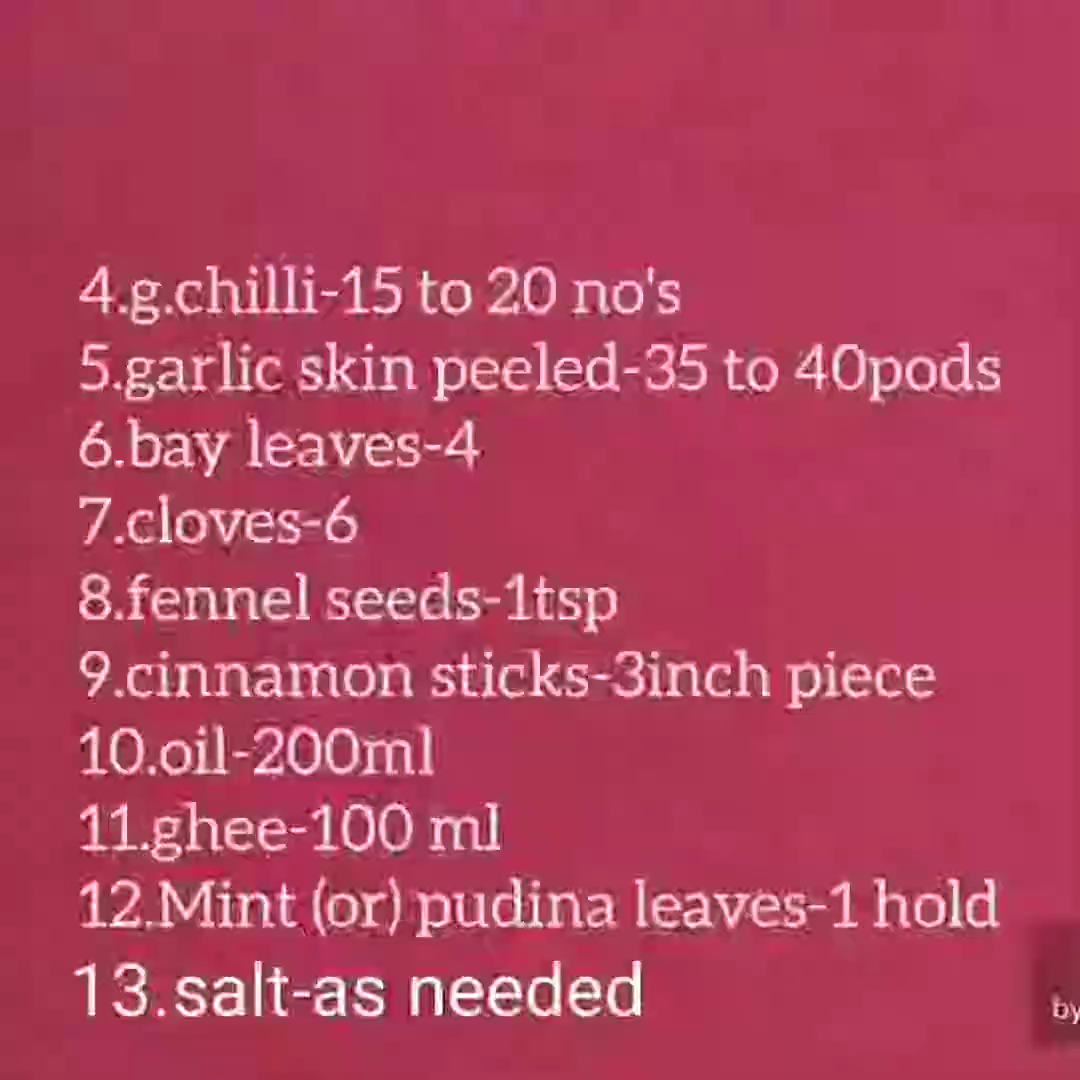 4.g.chilli-15 to 20 no's
5.garlic skin peeled-35 to 40pods
6.bay leaves-4
7.cloves-6
8.fennel seeds-1tsp
9.cinnamon sticks-3inch piece
10.oil-200ml
11.ghee-100 ml
12.Mint (or) pudina leaves-1 hold
13.salt-as needed
by